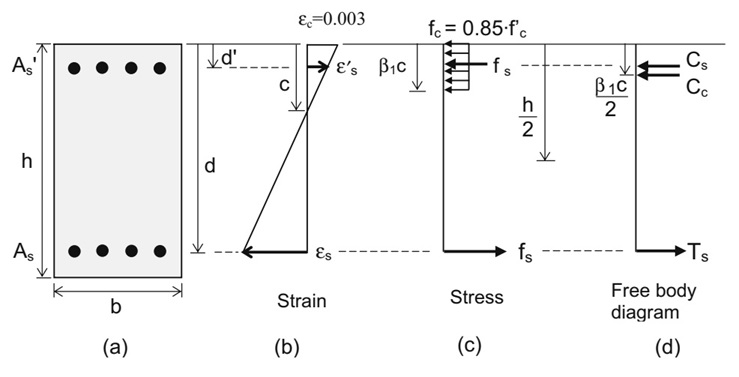 εc=0.003
fc = 0.85·f'c
As'
d'
ε's
β1c
fs
Cs
Cc
c
β1c
2
h
2
h
d
As
εs
fs
Ts
b
Strain
Stress
Free body
diagram
(a)
(b)
(c)
(d)